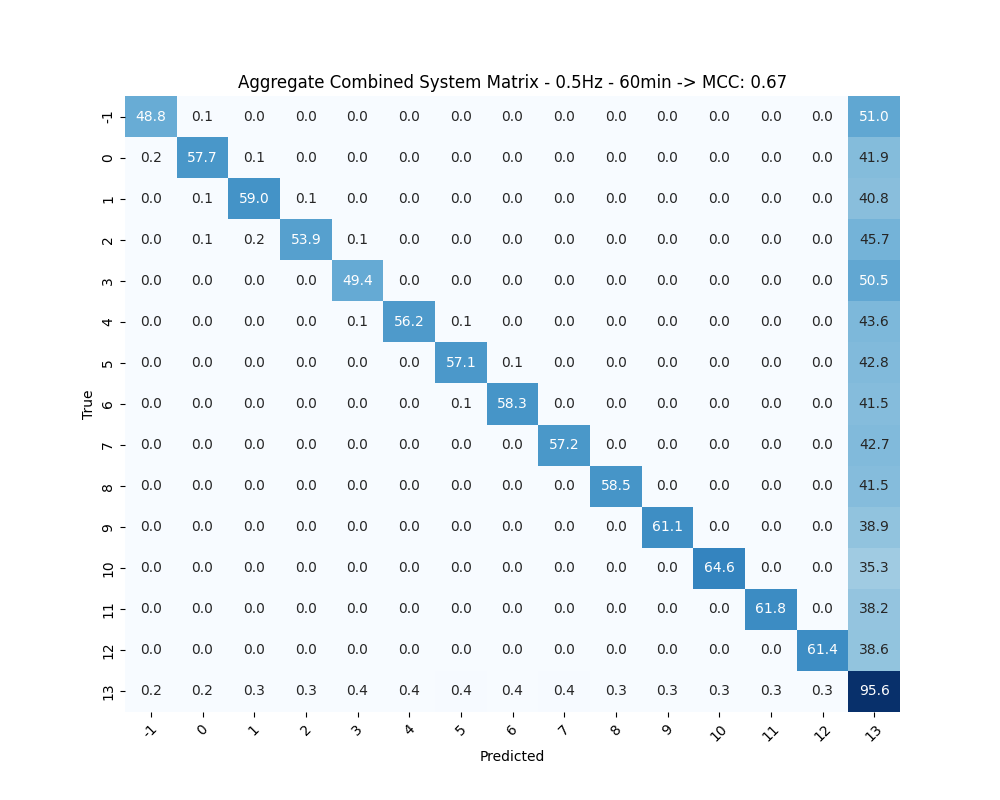 Aggregate Combined System Matrix - 0.5Hz - 60min -> MCC: 0.67
-1 48.8 0.1 0.0 0.0 0.0 0.0 0.0 0.0 0.0 0.0 0.0 0.0 0.0 0.0 51.0
0 0.2 57.7 0.1 0.0 0.0 0.0 0.0 0.0 0.0 0.0 0.0 0.0 0.0 0.0 41.9
1 0.0 0.1 59.0 0.1 0.0 0.0 0.0 0.0 0.0 0.0 0.0 0.0 0.0 0.0 40.8
2 0.0 0.1 0.2 53.9 0.1 0.0 0.0 0.0 0.0 0.0 0.0 0.0 0.0 0.0 45.7
3 0.0 0.0 0.0 0.0 49.4 0.0 0.0 0.0 0.0 0.0 0.0 0.0 0.0 0.0 50.5
4 0.0 0.0 0.0 0.0 0.1 56.2 0.1 0.0 0.0 0.0 0.0 0.0 0.0 0.0 43.6
5 0.0 0.0 0.0 0.0 0.0 0.0 57.1 0.1 0.0 0.0 0.0 0.0 0.0 0.0 42.8
True
6 0.0 0.0 0.0 0.0 0.0 0.0 0.1 58.3 0.0 0.0 0.0 0.0 0.0 0.0 41.5
7 0.0 0.0 0.0 0.0 0.0 0.0 0.0 0.0 57.2 0.0 0.0 0.0 0.0 0.0 42.7
8 0.0 0.0 0.0 0.0 0.0 0.0 0.0 0.0 0.0 58.5 0.0 0.0 0.0 0.0 41.5
9 0.0 0.0 0.0 0.0 0.0 0.0 0.0 0.0 0.0 0.0 61.1 0.0 0.0 0.0 38.9
10 0.0 0.0 0.0 0.0 0.0 0.0 0.0 0.0 0.0 0.0 0.0 64.6 0.0 0.0 35.3
11 0.0 0.0 0.0 0.0 0.0 0.0 0.0 0.0 0.0 0.0 0.0 0.0 61.8 0.0 38.2
12 0.0 0.0 0.0 0.0 0.0 0.0 0.0 0.0 0.0 0.0 0.0 0.0 0.0 61.4 38.6
13 0.2 0.2 0.3 0.3 0.4 0.4 0.4 0.4 0.4 0.3 0.3 0.3 0.3 0.3 95.6
-1 0 1 2 3 4 5 6 7 8 9 10 11 12 13
Predicted